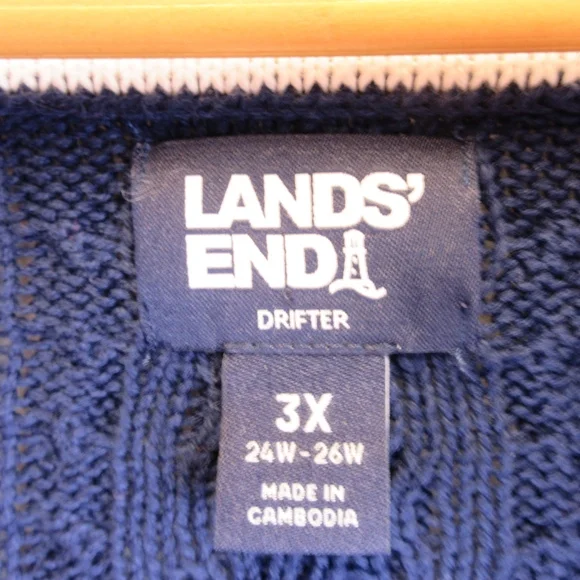 LANDS'
END
DRIFTER
3X
24W-26W
MADE IN
CAMBODIA